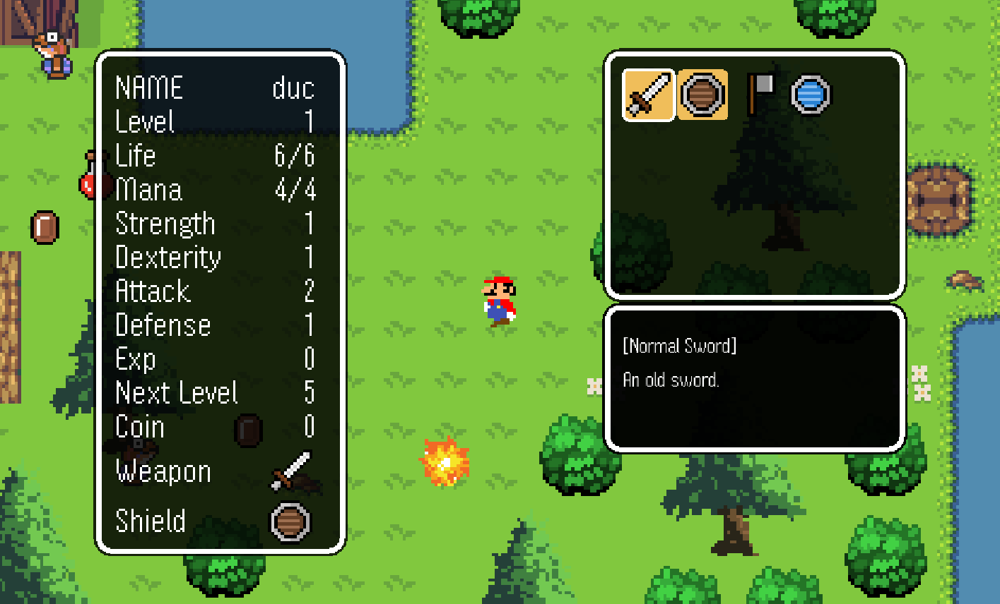 NAME duc
Level 1
Life 6/6
Mana 4/4
Strength 1
Dexterity 1
Attack 2
Defense 1
Exp 0
Next Level 5
Coin 0
Weapon
Shield
[Normal Sword]
An old sword.